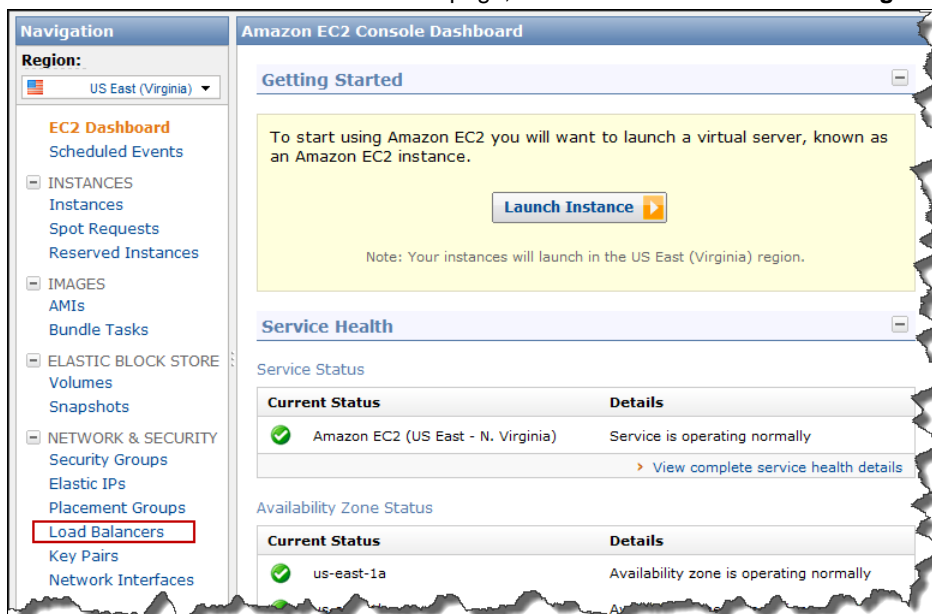 page,
Navigation
Region:
US East (Virginia)
EC2 Dashboard
Scheduled Events
INSTANCES
Instances
Spot Requests
Reserved Instances
IMAGES
AMIs
Bundle Tasks
ELASTIC BLOCK STORE
Volumes
Snapshots
NETWORK & SECURITY
Security Groups
Elastic IPs
Placement Groups
Load Balancers
Key Pairs
Network Interfaces
Amazon EC2 Console Dashboard
Getting Started
To start using Amazon EC2 you will want to launch a virtual server, known as
an Amazon EC2 instance.
Launch Instance
Note: Your instances will launch in the US East (Virginia) region.
Service Health
Service Status
Current Status Details
Amazon EC2 (US East - N. Virginia) Service is operating normally
View complete service health details
Availability Zone Status
Current Status Details
us-east-1a Availability zone is operating normally